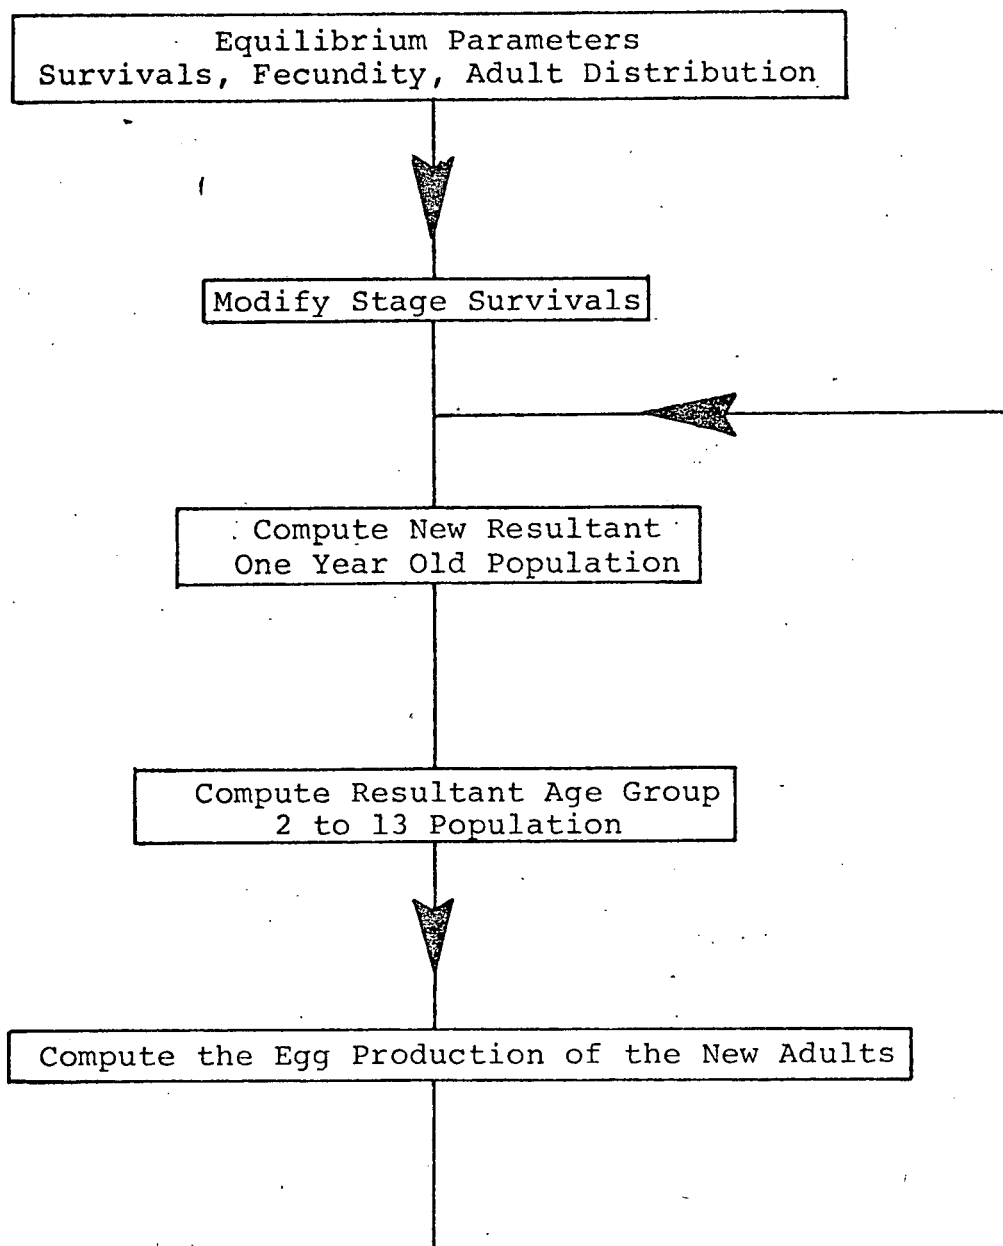 Equilibrium Parameters
Survivals, Fecundity, Adult Distribution
Modify Stage Survivals
Compute New Resultant
One Year Old Population
Compute Resultant Age Group
2 to 13 Population
Compute the Egg Production of the New Adults